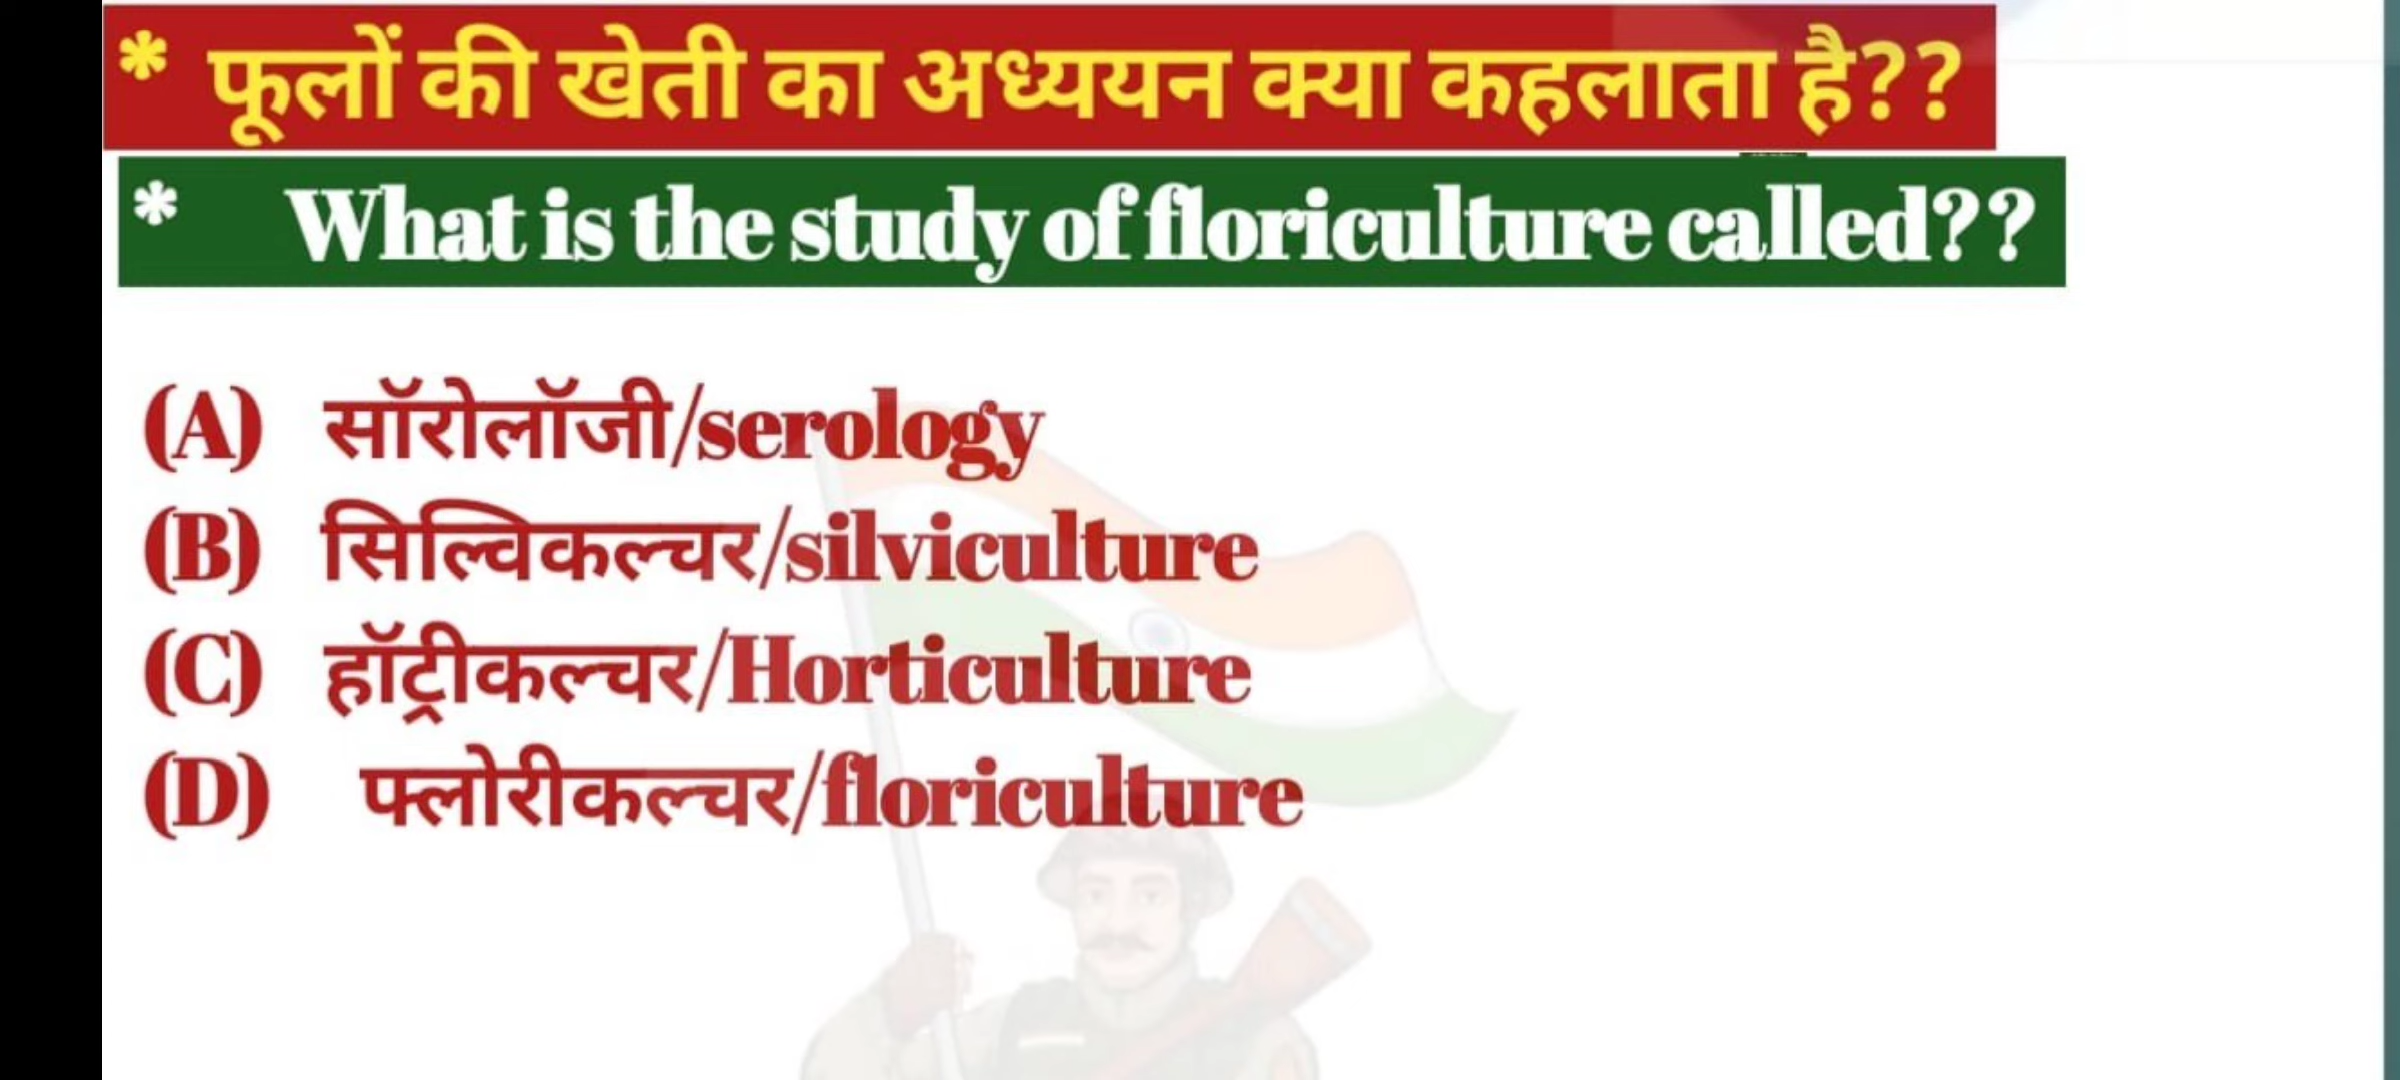 * फूलों की खेती का अध्ययन क्या कहलाता है??
* What is the study of floriculture called??
(A) सॉरोलॉजी/serology
(B) सिल्विकल्चर/silviculture
(C) हॉट्रीकल्चर/Horticulture
(D) फ्लोरीकल्चर/floriculture